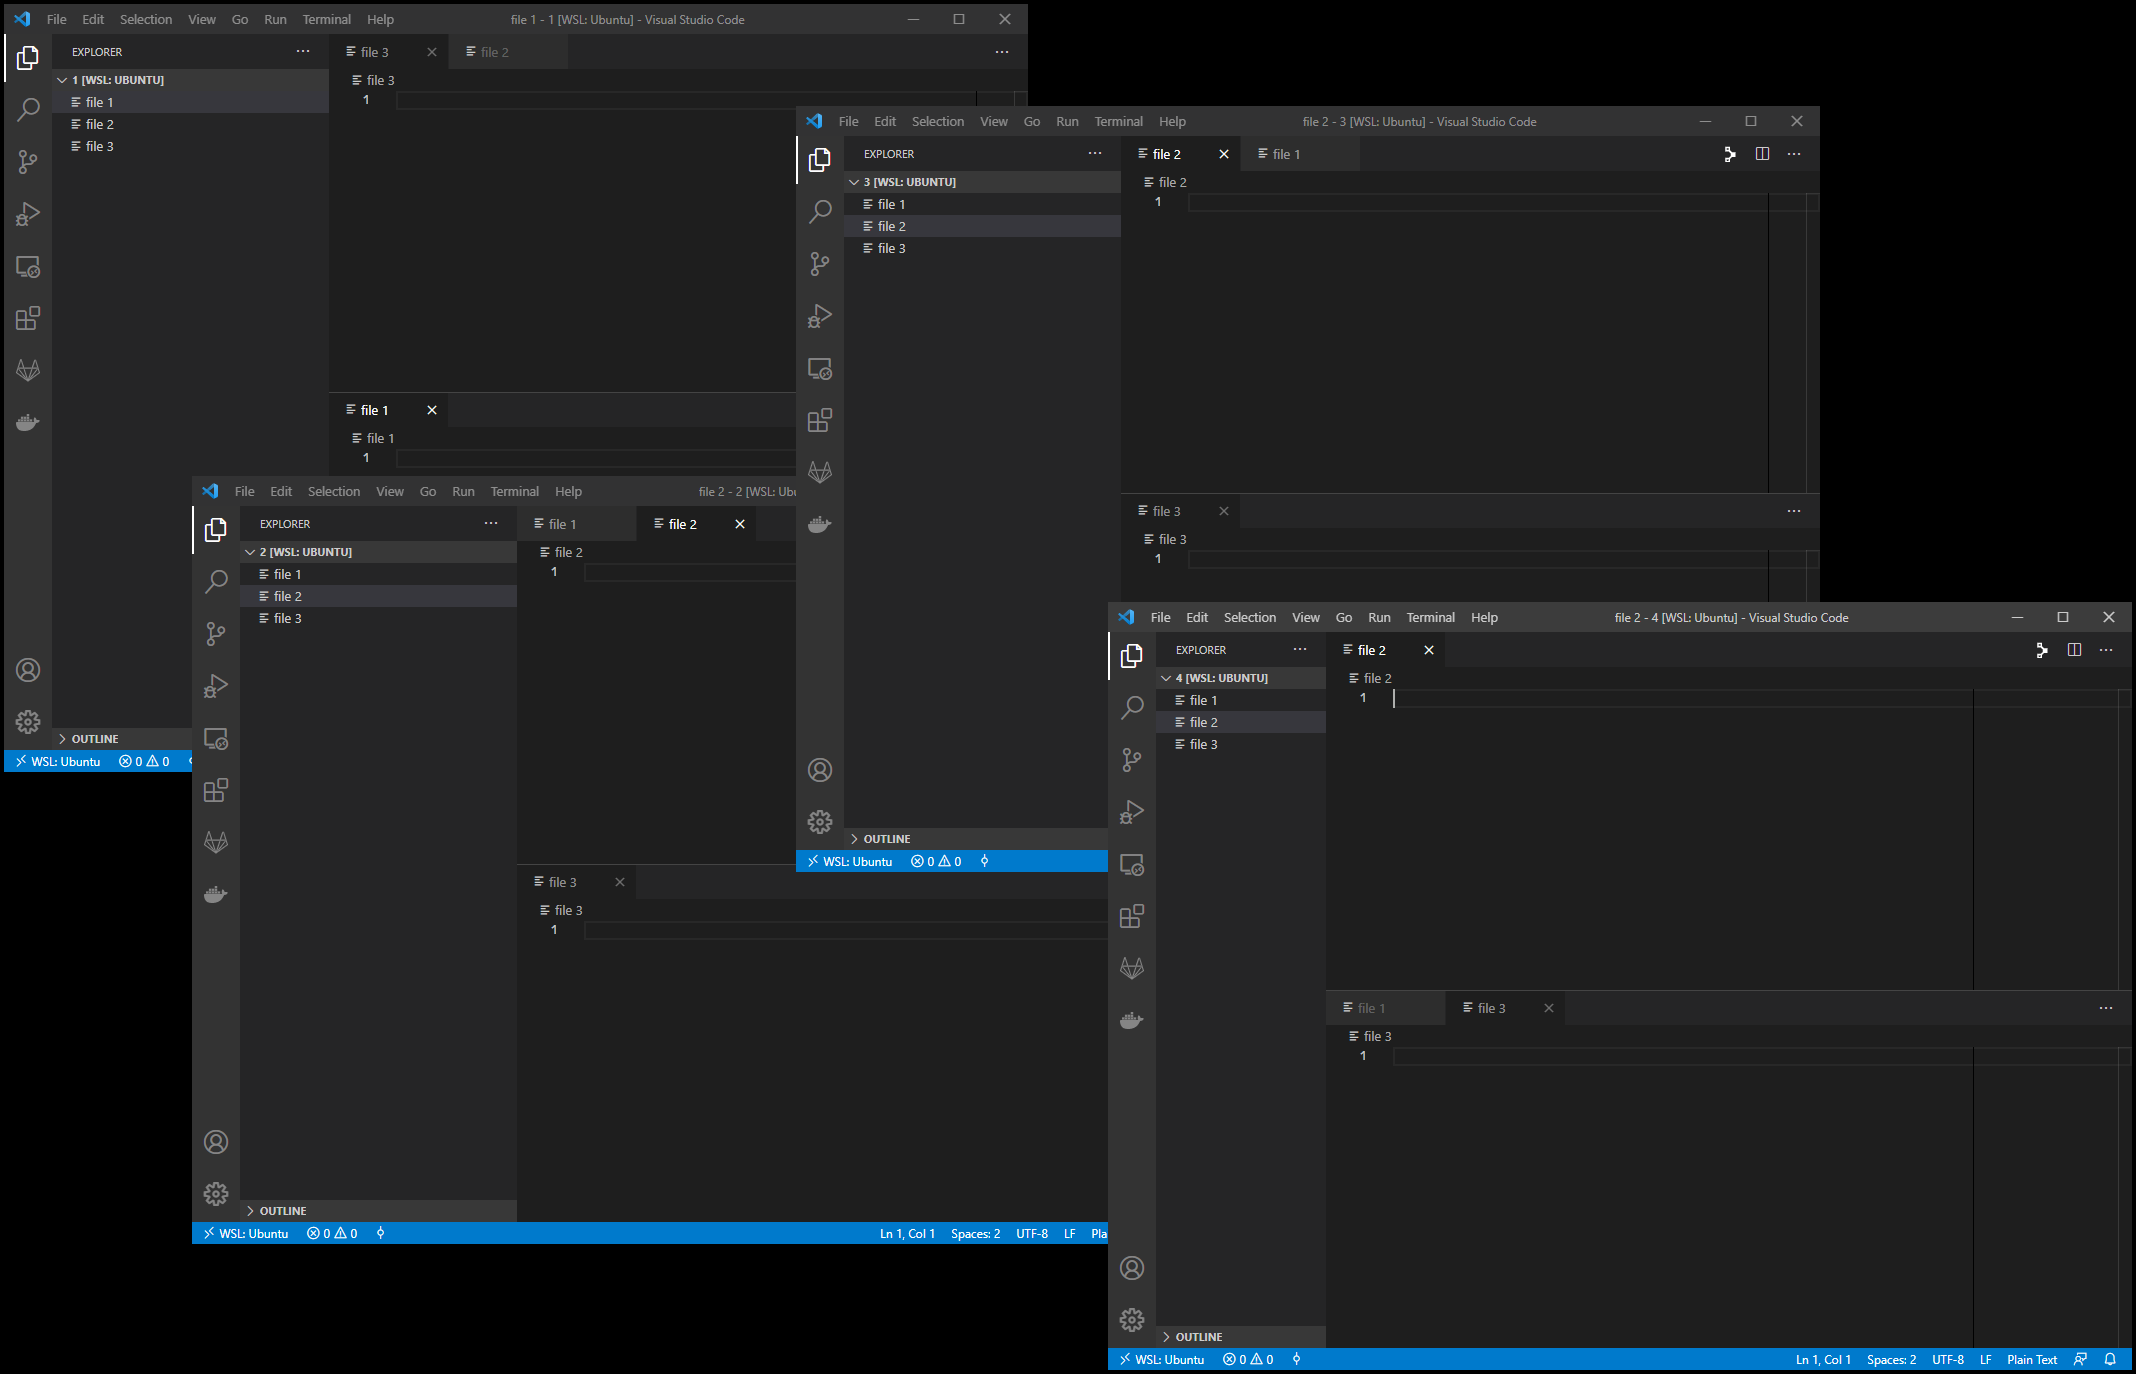 File Edit Selection View Go Run Terminal Help file 1 - 1 [WSL: Ubuntu] - Visual Studio Code
EXPLORER
1 [WSL: UBUNTU]
file 1
file 2
file 3
file 3 file 2
file 3
1
file 1
file 1
1
OUTLINE
WSL: Ubuntu 0 0
File Edit Selection View Go Run Terminal Help file 2 - 3 [WSL: Ubuntu] - Visual Studio Code
EXPLORER
3 [WSL: UBUNTU]
file 1
file 2
file 3
file 2 file 1
file 2
1
file 3
file 3
1
OUTLINE
WSL: Ubuntu 0 0
File Edit Selection View Go Run Terminal Help file 2 - 2 [WSL: Ubu
EXPLORER
2 [WSL: UBUNTU]
file 1
file 2
file 3
file 1 file 2
file 2
1
file 3
file 3
1
OUTLINE
WSL: Ubuntu 0 0 Ln 1, Col 1 Spaces: 2 UTF-8 LF Pla
File Edit Selection View Go Run Terminal Help file 2 - 4 [WSL: Ubuntu] - Visual Studio Code
EXPLORER
4 [WSL: UBUNTU]
file 1
file 2
file 3
file 2
file 2
1
file 1 file 3
file 3
1
OUTLINE
WSL: Ubuntu 0 0 Ln 1, Col 1 Spaces: 2 UTF-8 LF Plain Text